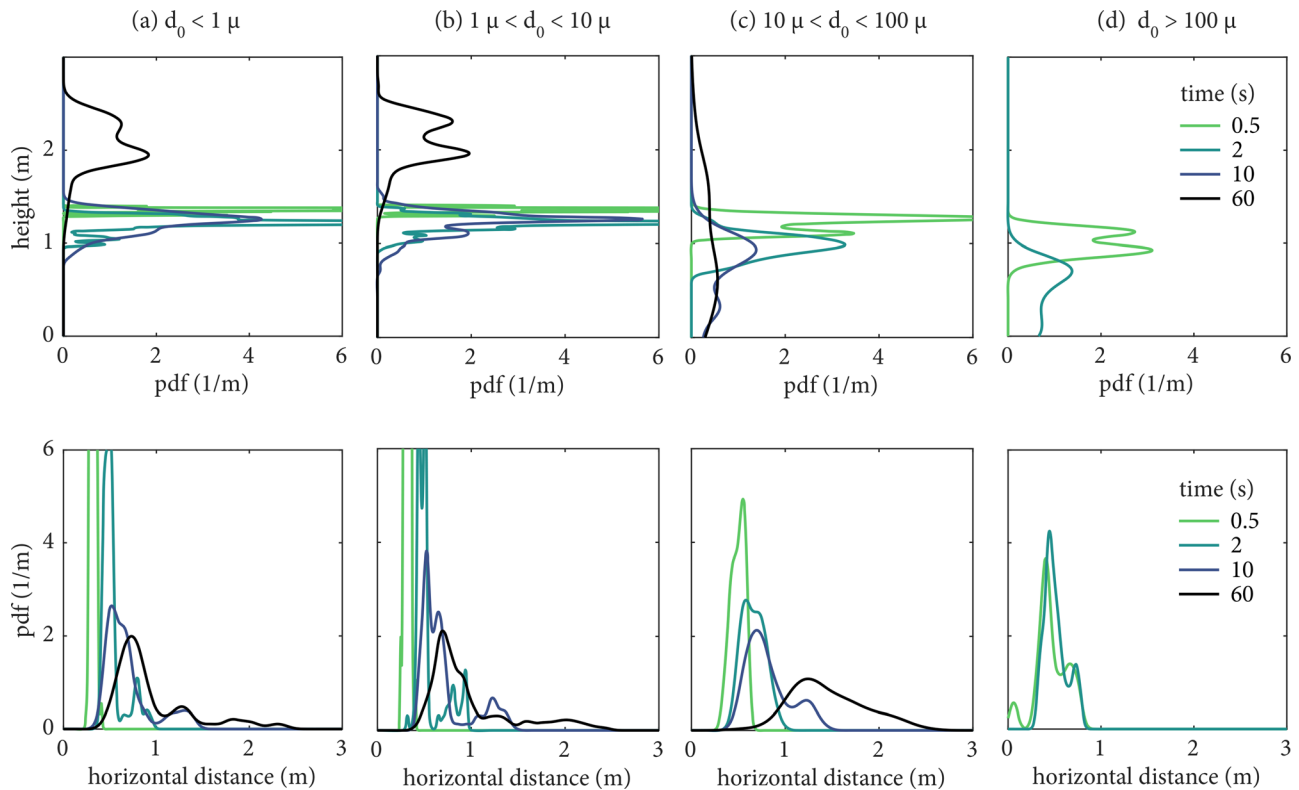 (a) d0 < 1 μ
(b) 1 μ < d0 < 10 μ
(c) 10 μ < d0 < 100 μ
(d) d0 > 100 μ
height (m)
2
1
0
0 2 4 6
pdf (1/m)
0 2 4 6
pdf (1/m)
0 2 4 6
pdf (1/m)
time (s)
0.5
2
10
60
0 2 4 6
pdf (1/m)
pdf (1/m)
6
4
2
0
0 1 2 3
horizontal distance (m)
0 1 2 3
horizontal distance (m)
0 1 2 3
horizontal distance (m)
time (s)
0.5
2
10
60
0 1 2 3
horizontal distance (m)